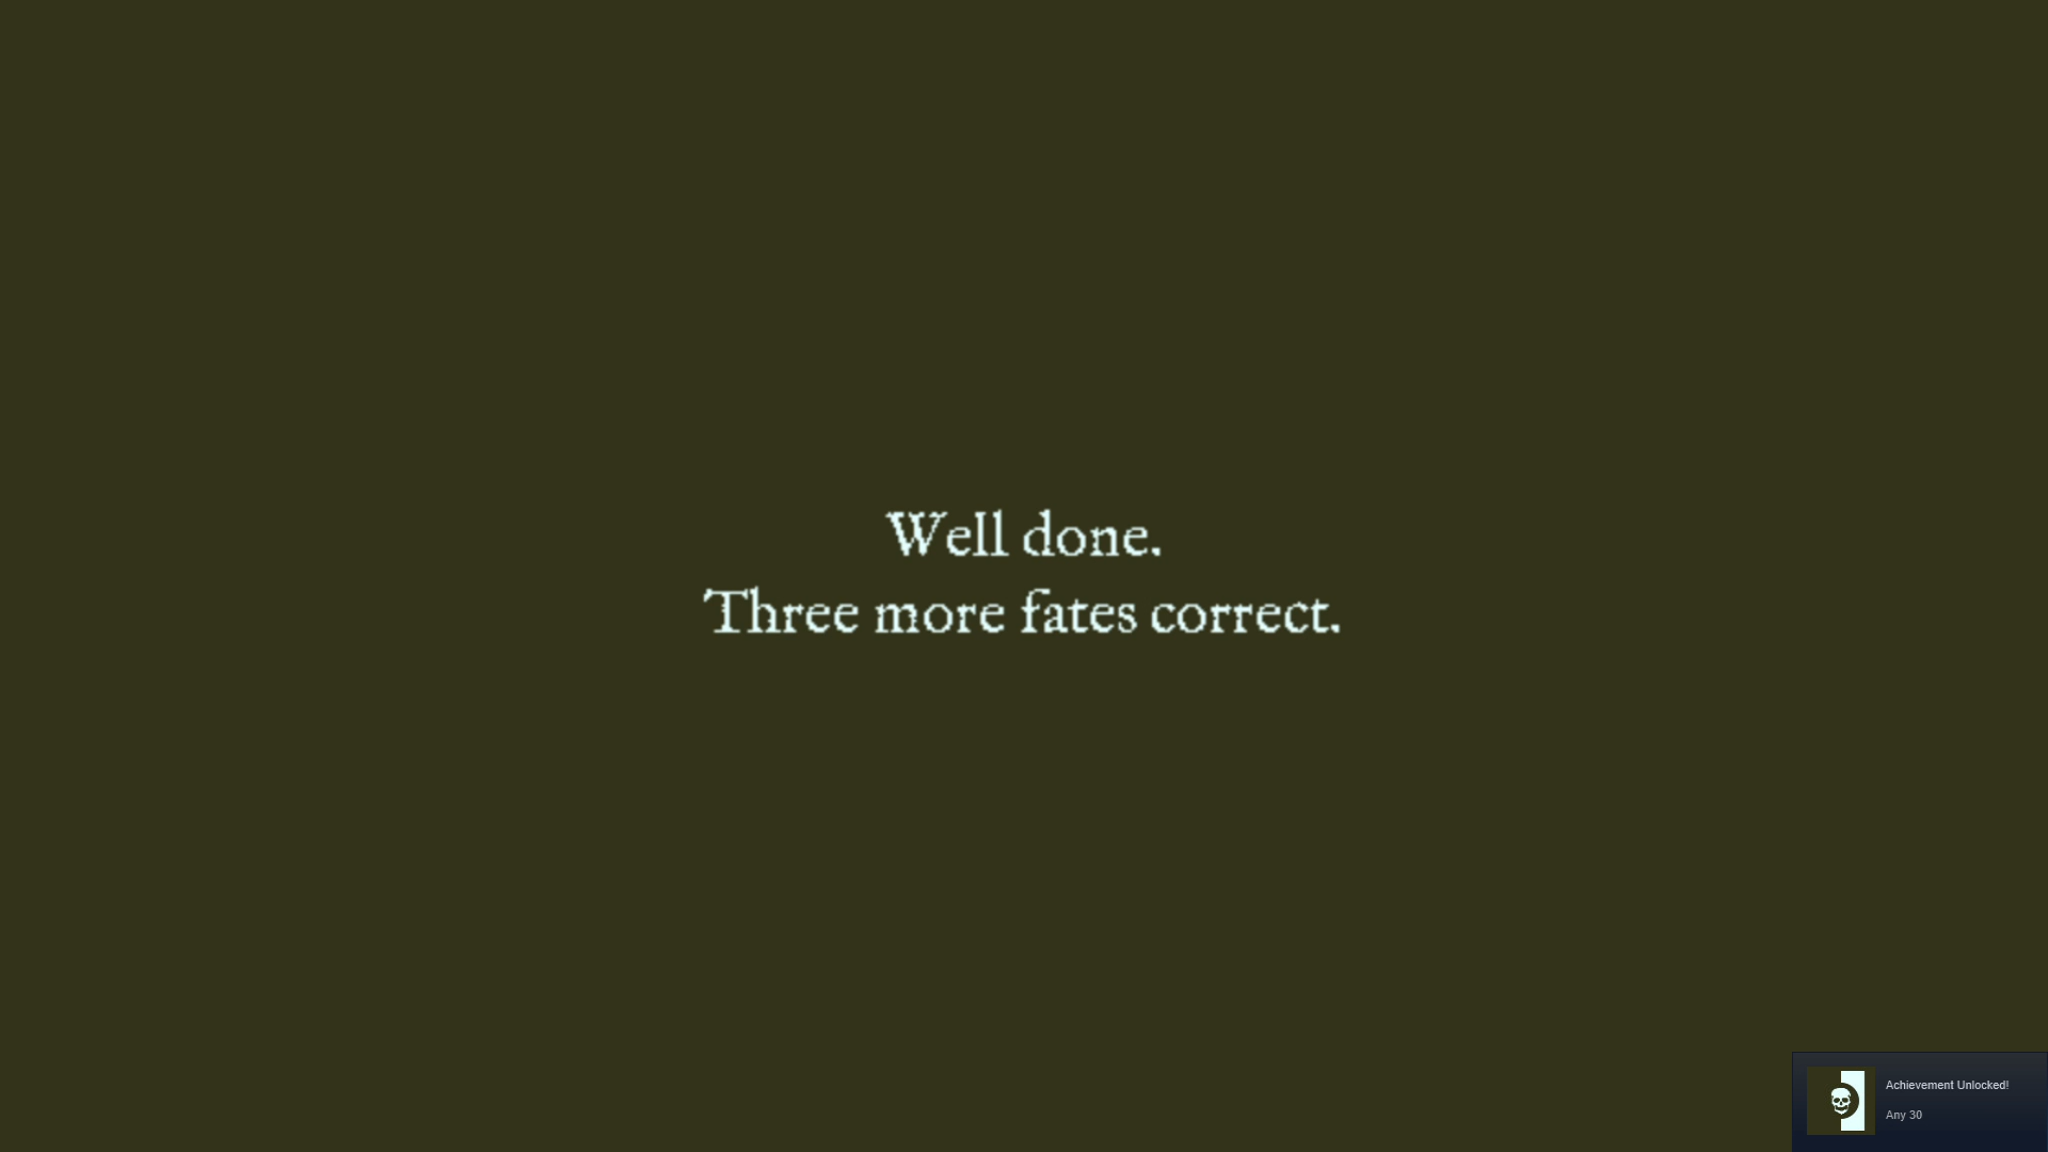 Well done.
Three more fates correct.
Achievement Unlocked!
Any 30